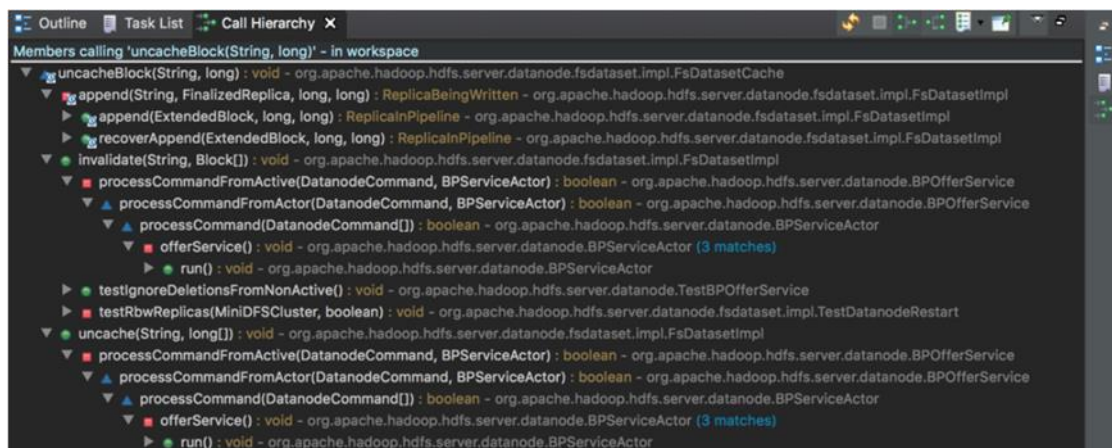 Outline Task List Call Hierarchy
Members calling 'uncacheBlock(String, long)' - in workspace
uncacheBlock(String, long) : void - org.apache.hadoop.hdfs.server.datanode.fsdataset.impl.FsDatasetCache
append(String, FinalizedReplica, long, long) : ReplicaBeingWritten - org.apache.hadoop.hdfs.server.datanode.fsdataset.impl.FsDatasetImpl
append(ExtendedBlock, long, long) : ReplicaInPipeline - org.apache.hadoop.hdfs.server.datanode.fsdataset.impl.FsDatasetImpl
recoverAppend(ExtendedBlock, long, long) : ReplicaInPipeline - org.apache.hadoop.hdfs.server.datanode.fsdataset.impl.FsDatasetImpl
invalidate(String, Block[]) : void - org.apache.hadoop.hdfs.server.datanode.fsdataset.impl.FsDatasetImpl
processCommandFromActive(DatanodeCommand, BPServiceActor) : boolean - org.apache.hadoop.hdfs.server.datanode.BPOfferService
processCommandFromActor(DatanodeCommand, BPServiceActor) : boolean - org.apache.hadoop.hdfs.server.datanode.BPOfferService
processCommand(DatanodeCommand[]) : boolean - org.apache.hadoop.hdfs.server.datanode.BPServiceActor
offerService() : void - org.apache.hadoop.hdfs.server.datanode.BPServiceActor (3 matches)
run() : void - org.apache.hadoop.hdfs.server.datanode.BPServiceActor
testIgnoreDeletionsFromNonActive() : void - org.apache.hadoop.hdfs.server.datanode.TestBPOfferService
testRbwReplicas(MiniDFSCluster, boolean) : void - org.apache.hadoop.hdfs.server.datanode.fsdataset.impl.TestDatanodeRestart
uncache(String, long[]) : void - org.apache.hadoop.hdfs.server.datanode.fsdataset.impl.FsDatasetImpl
processCommandFromActive(DatanodeCommand, BPServiceActor) : boolean - org.apache.hadoop.hdfs.server.datanode.BPOfferService
processCommandFromActor(DatanodeCommand, BPServiceActor) : boolean - org.apache.hadoop.hdfs.server.datanode.BPOfferService
processCommand(DatanodeCommand[]) : boolean - org.apache.hadoop.hdfs.server.datanode.BPServiceActor
offerService() : void - org.apache.hadoop.hdfs.server.datanode.BPServiceActor (3 matches)
run() : void - org.apache.hadoop.hdfs.server.datanode.BPServiceActor